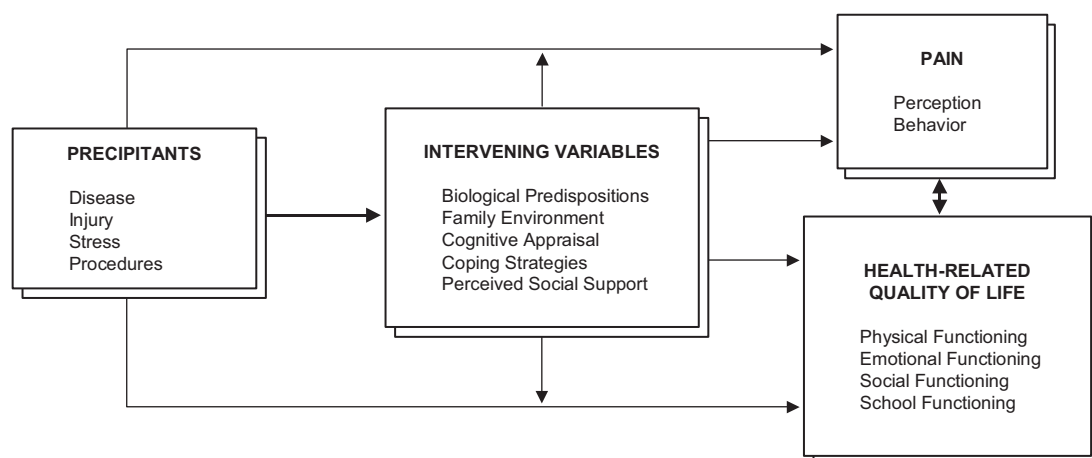 PRECIPITANTS
Disease
Injury
Stress
Procedures
INTERVENING VARIABLES
Biological Predispositions
Family Environment
Cognitive Appraisal
Coping Strategies
Perceived Social Support
PAIN
Perception
Behavior
HEALTH-RELATED
QUALITY OF LIFE
Physical Functioning
Emotional Functioning
Social Functioning
School Functioning